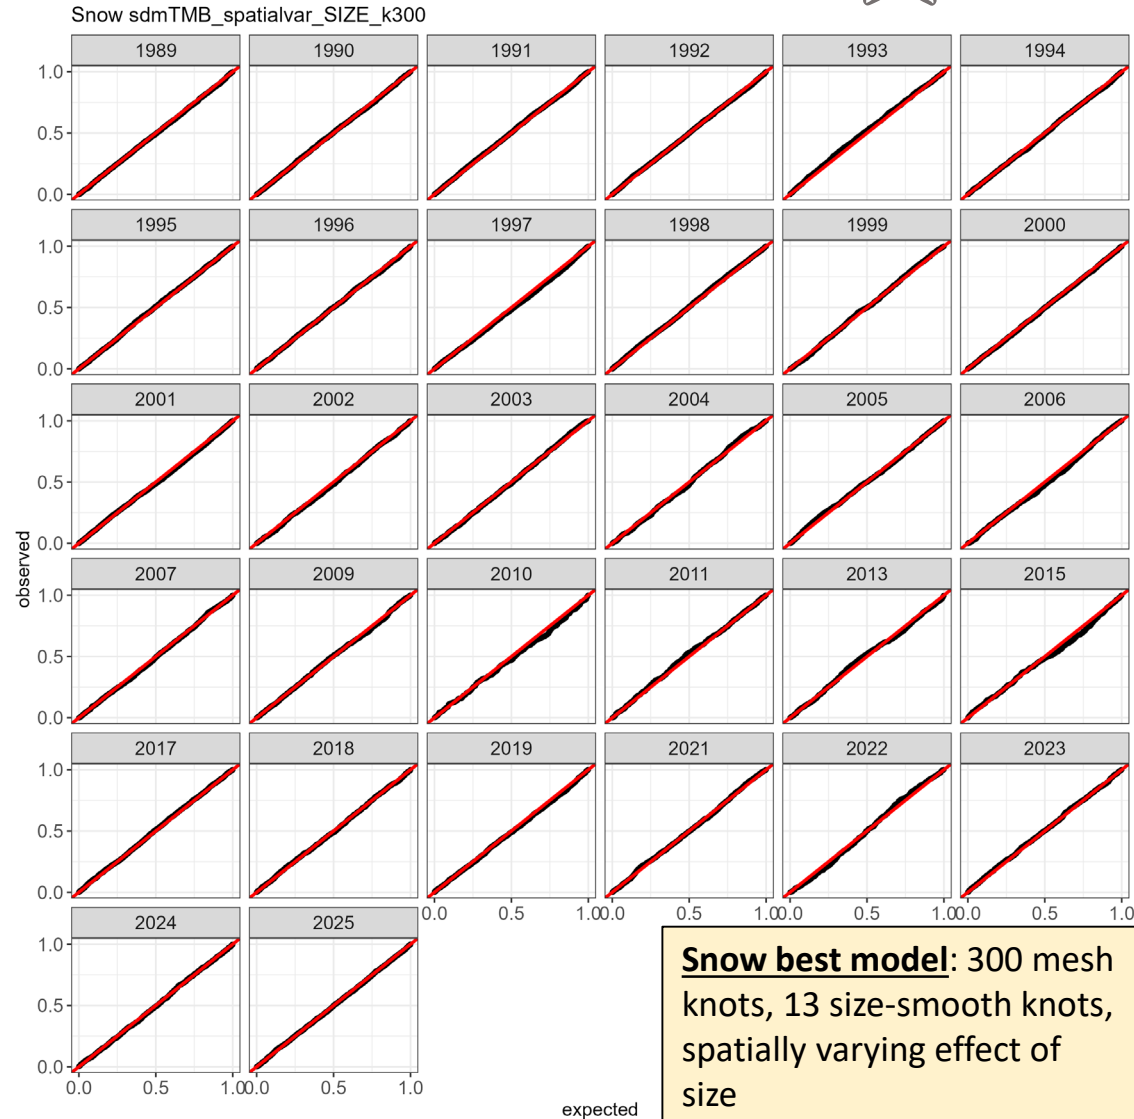 Snow sdmTMB_spatialvar_SIZE_k300
1989 1990 1991 1992 1993 1994
1.0
0.5
0.0
1995 1996 1997 1998 1999 2000
1.0
0.5
0.0
2001 2002 2003 2004 2005 2006
1.0
0.5
0.0
observed
2007 2009 2010 2011 2013 2015
1.0
0.5
0.0
2017 2018 2019 2021 2022 2023
1.0
0.5
0.0
0.0 0.5 1.0 0.0 0.5 1.0 0.0 0.5 1.0 0.0 0.5 1.0
2024 2025
1.0
0.5
0.0
0.0 0.5 1.0 0.0 0.5 1.0
expected
Snow best model: 300 mesh
knots, 13 size-smooth knots,
spatially varying effect of
size